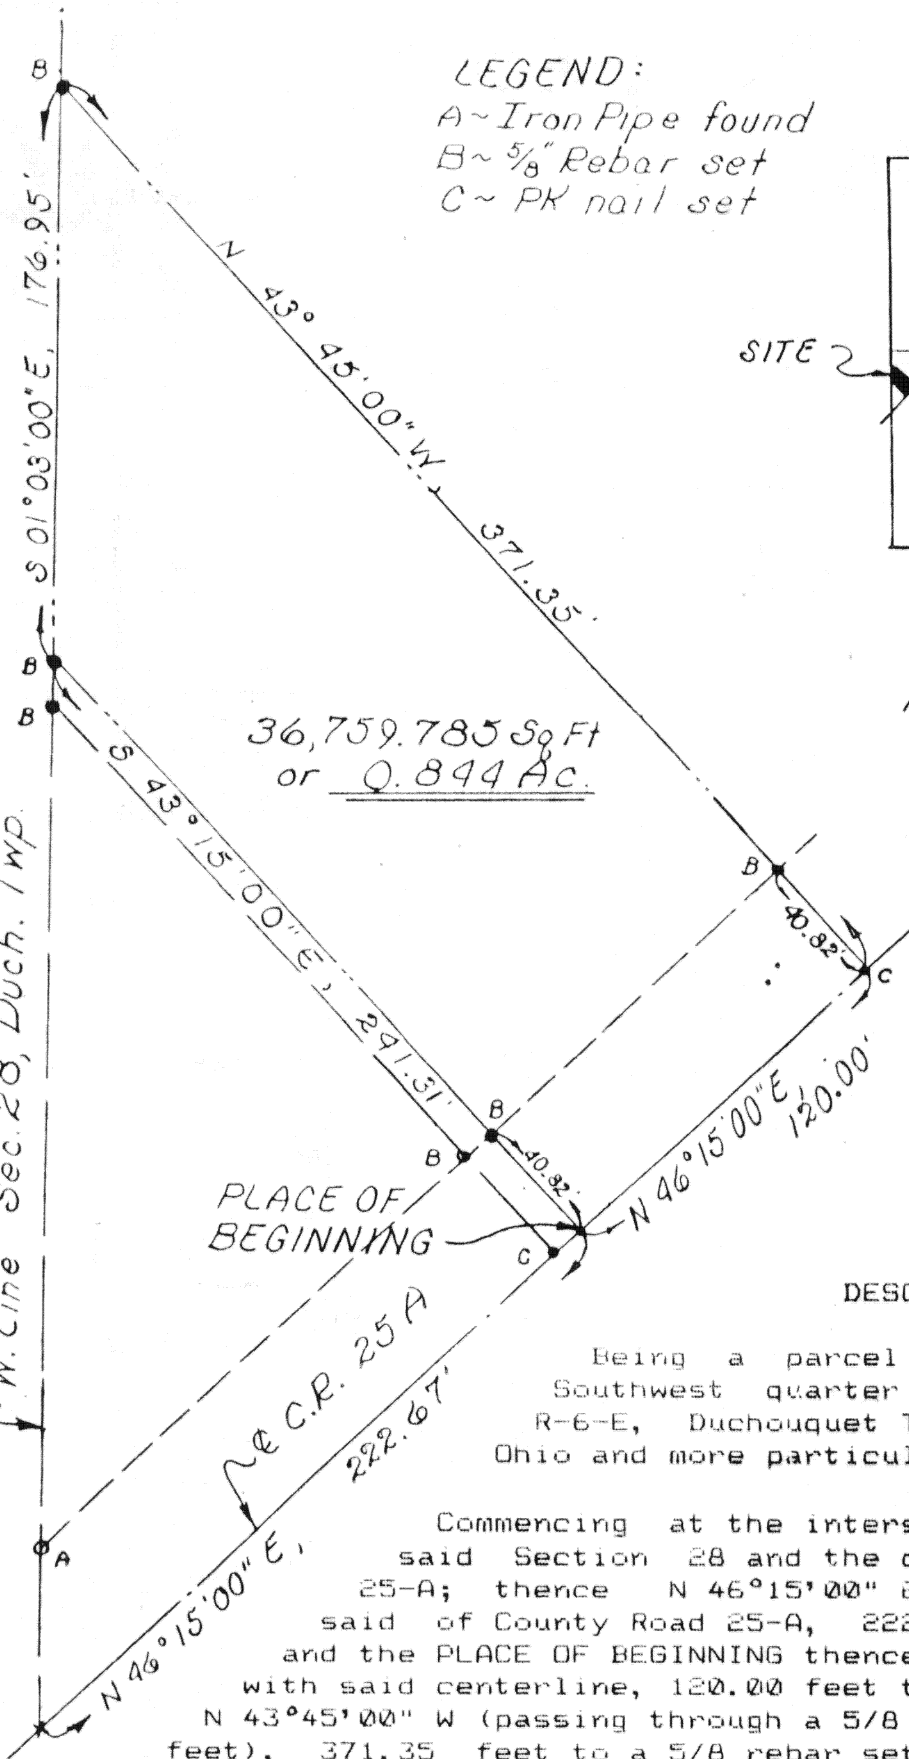 LEGEND:
A~Iron Pipe found
B~ 5/8" Rebar set
C~ PK nail set
SITE
B
S 01°03'00"E, 176.95'
N 43° 45'00" W, 371.35'
B
B
36,759.785 Sq Ft
or 0.844 Ac.
S 43°15'00"E, 241.31'
W. Line Sec. 28, Duch. Twp.
B
40.82'
C
N 46°15'00"E, 120.00'
B
B
40.82'
PLACE OF
BEGINNING
C
℄ C.R. 25A
N 46°15'00" E, 222.67'
A
Being a parcel
Southwest quarter
R-6-E, Duchouquet
Ohio and more
Commencing at the
said Section 28 and the
25-A; thence N 46°15'00"
said of County Road 25-A,
and the PLACE OF BEGINNING thence
with said centerline, 120.00 feet
N 43°45'00" W (passing through a 5/8
feet), 371.35 feet to a 5/8 rebar set